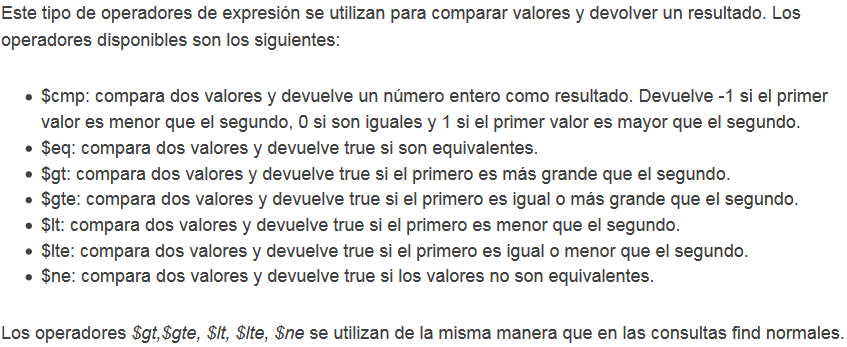 Este tipo de operadores de expresión se utilizan para comparar valores y devolver un resultado. Los
operadores disponibles son los siguientes:
• $cmp: compara dos valores y devuelve un número entero como resultado. Devuelve -1 si el primer
valor es menor que el segundo, 0 si son iguales y 1 si el primer valor es mayor que el segundo.
• $eq: compara dos valores y devuelve true si son equivalentes.
• $gt: compara dos valores y devuelve true si el primero es más grande que el segundo.
• $gte: compara dos valores y devuelve true si el primero es igual o más grande que el segundo.
• $lt: compara dos valores y devuelve true si el primero es menor que el segundo.
• $lte: compara dos valores y devuelve true si el primero es igual o menor que el segundo.
• $ne: compara dos valores y devuelve true si los valores no son equivalentes.
Los operadores $gt,$gte, $lt, $lte, $ne se utilizan de la misma manera que en las consultas find normales.